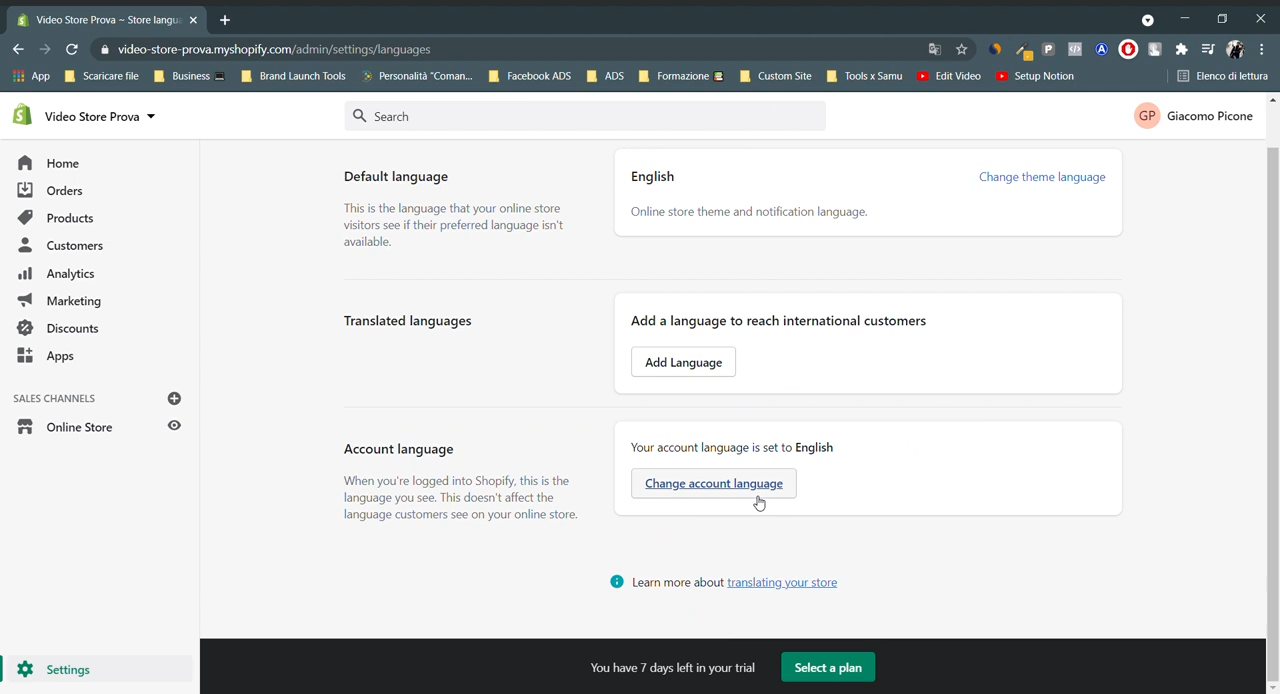 Video Store Prova ~ Store langua
video-store-prova.myshopify.com/admin/settings/languages
App Scaricare file Business Brand Launch Tools Personalità "Coman... Facebook ADS ADS Formazione Custom Site Tools x Samu Edit Video Setup Notion Elenco di lettura
Video Store Prova
Search
GP Giacomo Picone
Home
Orders
Products
Customers
Analytics
Marketing
Discounts
Apps
SALES CHANNELS
Online Store
Settings
Default language
This is the language that your online store
visitors see if their preferred language isn't
available.
English
Change theme language
Online store theme and notification language.
Translated languages
Add a language to reach international customers
Add Language
Account language
When you're logged into Shopify, this is the
language you see. This doesn't affect the
language customers see on your online store.
Your account language is set to English
Change account language
Learn more about translating your store
You have 7 days left in your trial
Select a plan